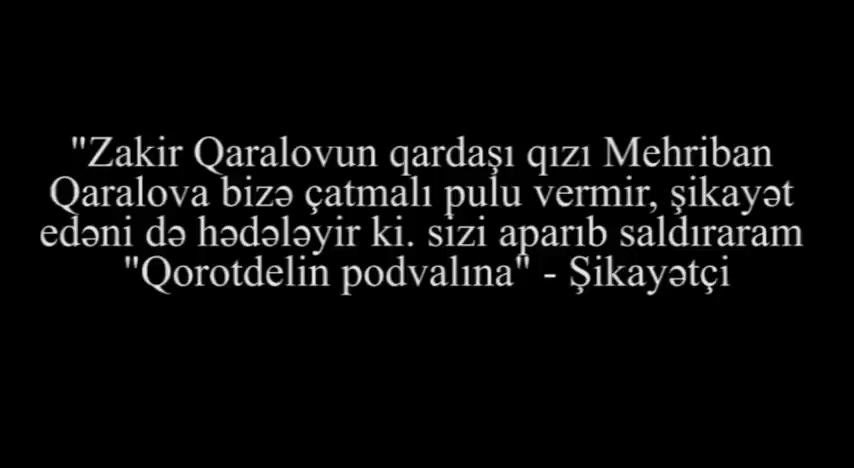 "Zakir Qaralovun qardaşı qızı Mehriban
Qaralova bizə çatmalı pulu vermir, şikayət
edəni də hədələyir ki. sizi aparıb saldıraram
"Qorotdelin podvalına" - Şikayətçi